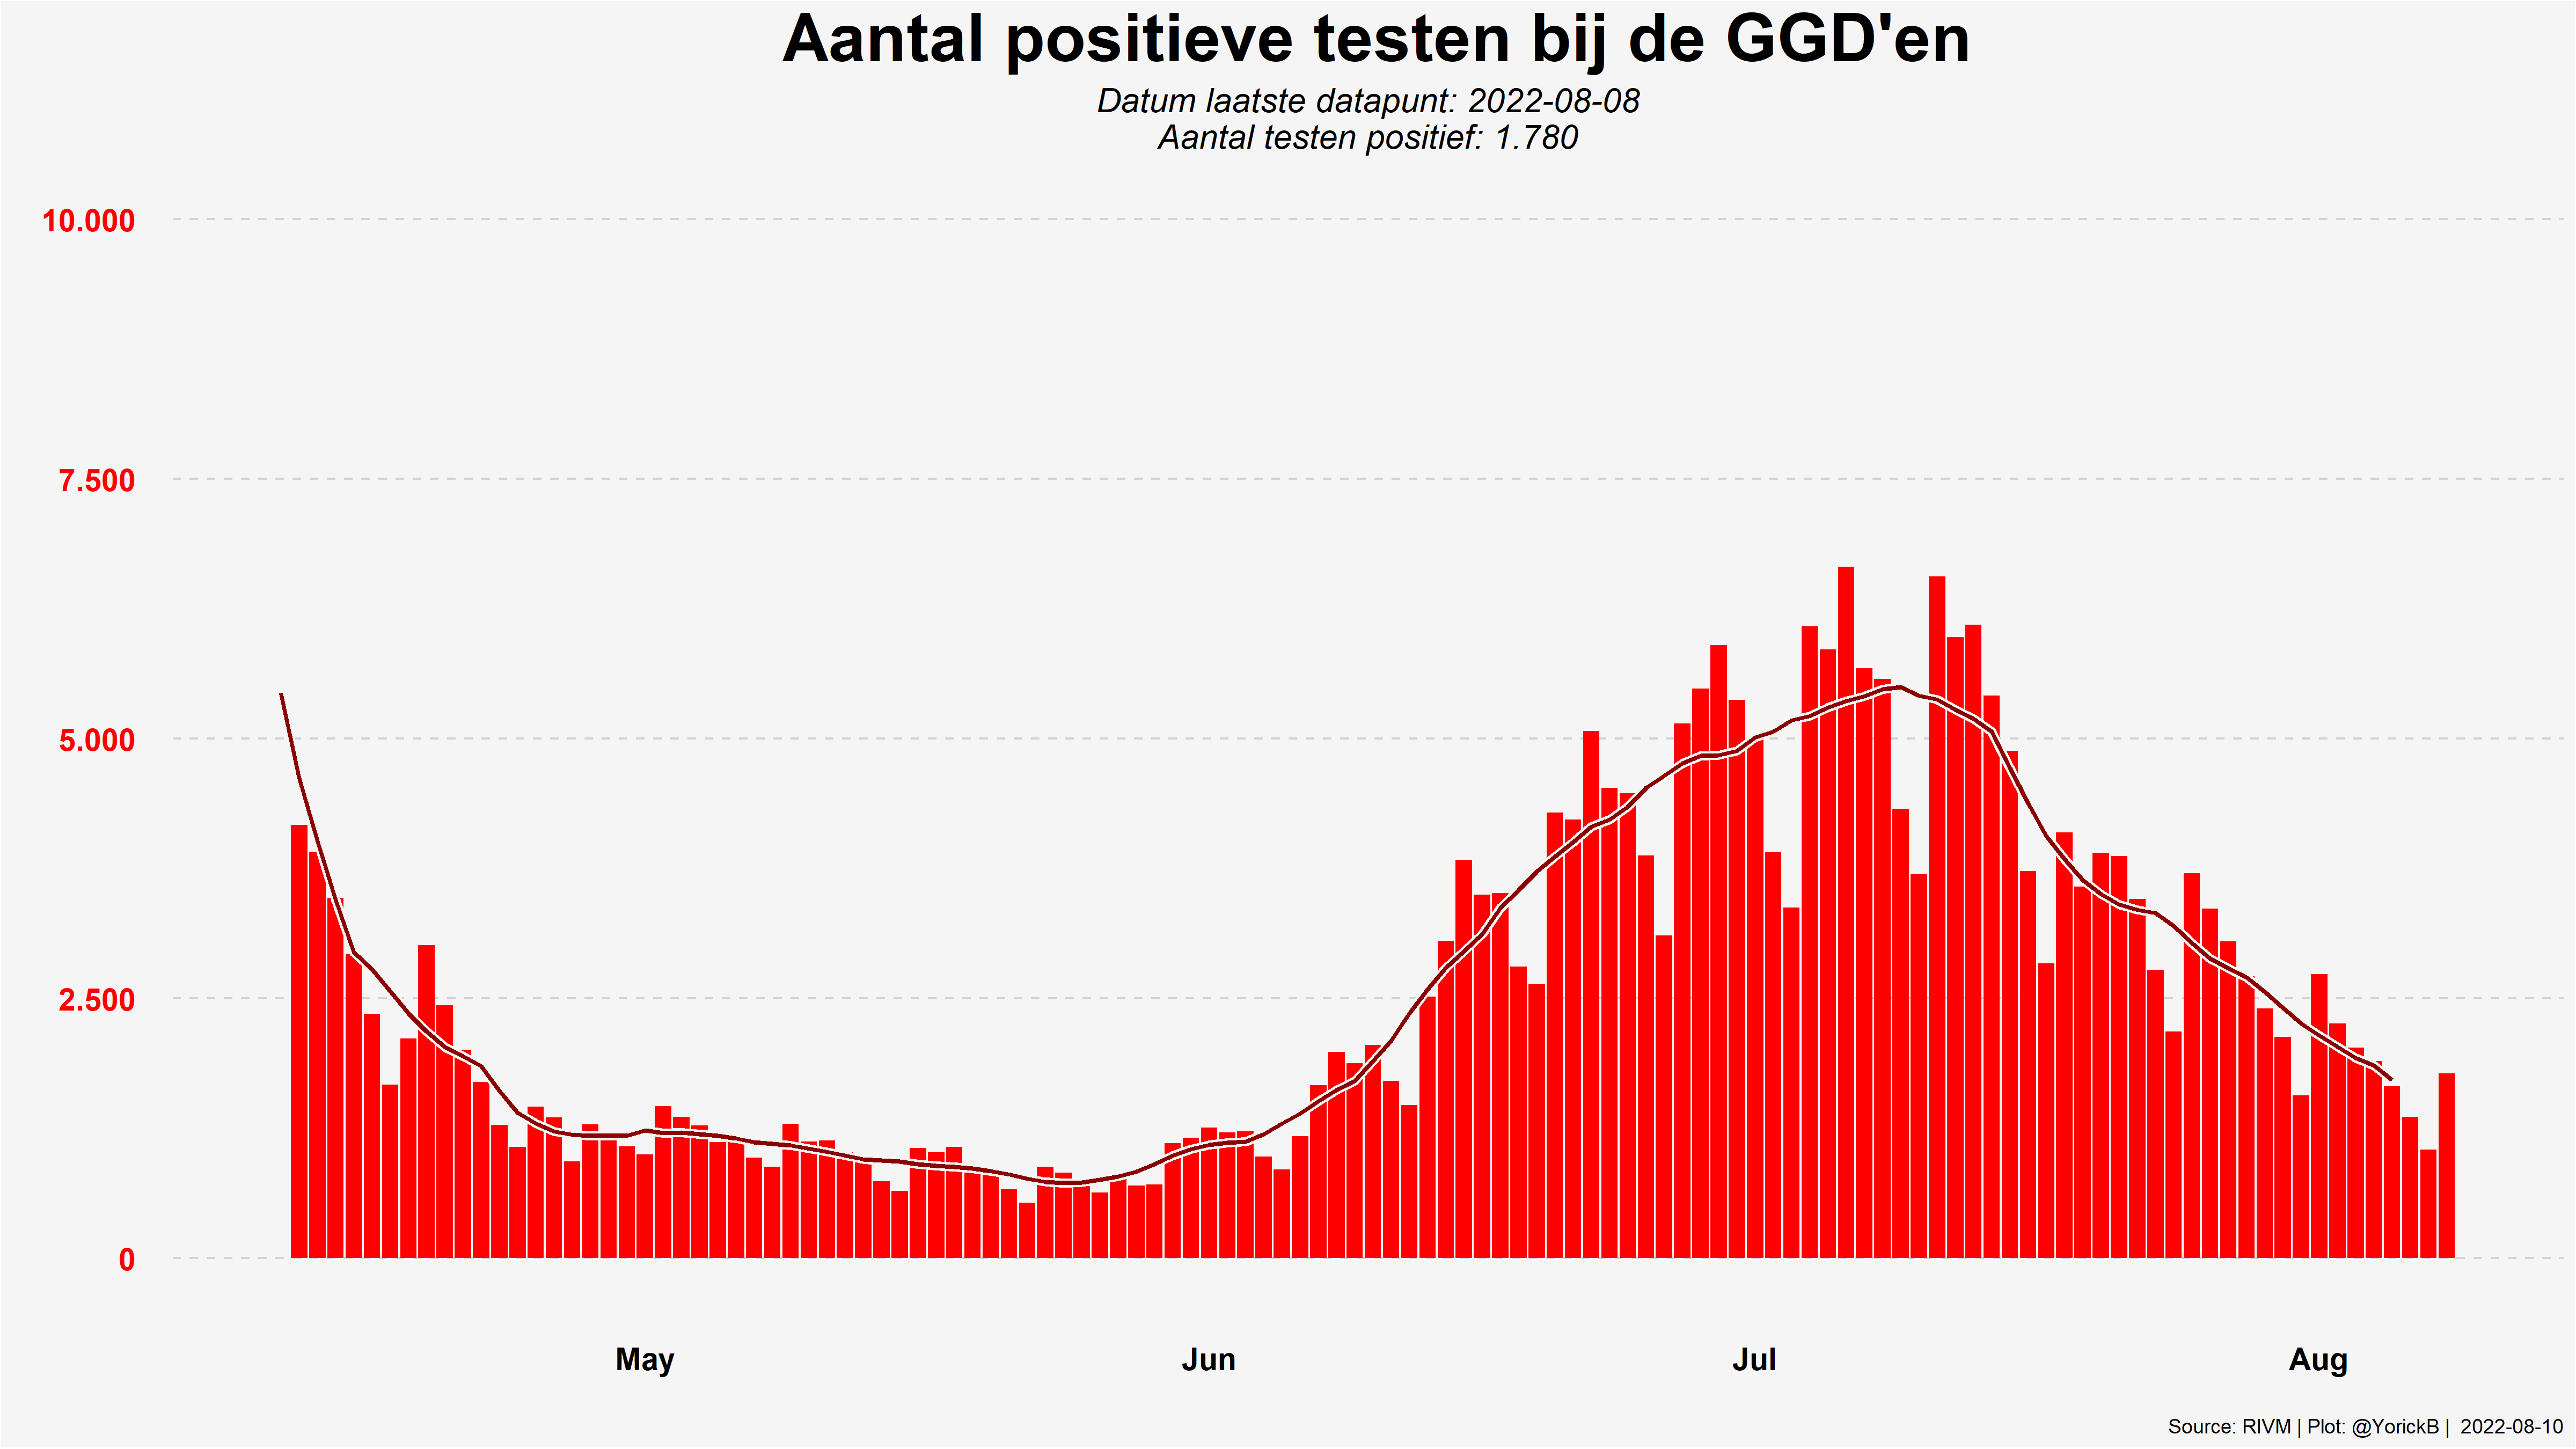 Aantal positieve testen bij de GGD'en
Datum laatste datapunt: 2022-08-08
Aantal testen positief: 1.780
10.000
7.500
5.000
2.500
0
May Jun Jul Aug
Source: RIVM | Plot: @YorickB | 2022-08-10